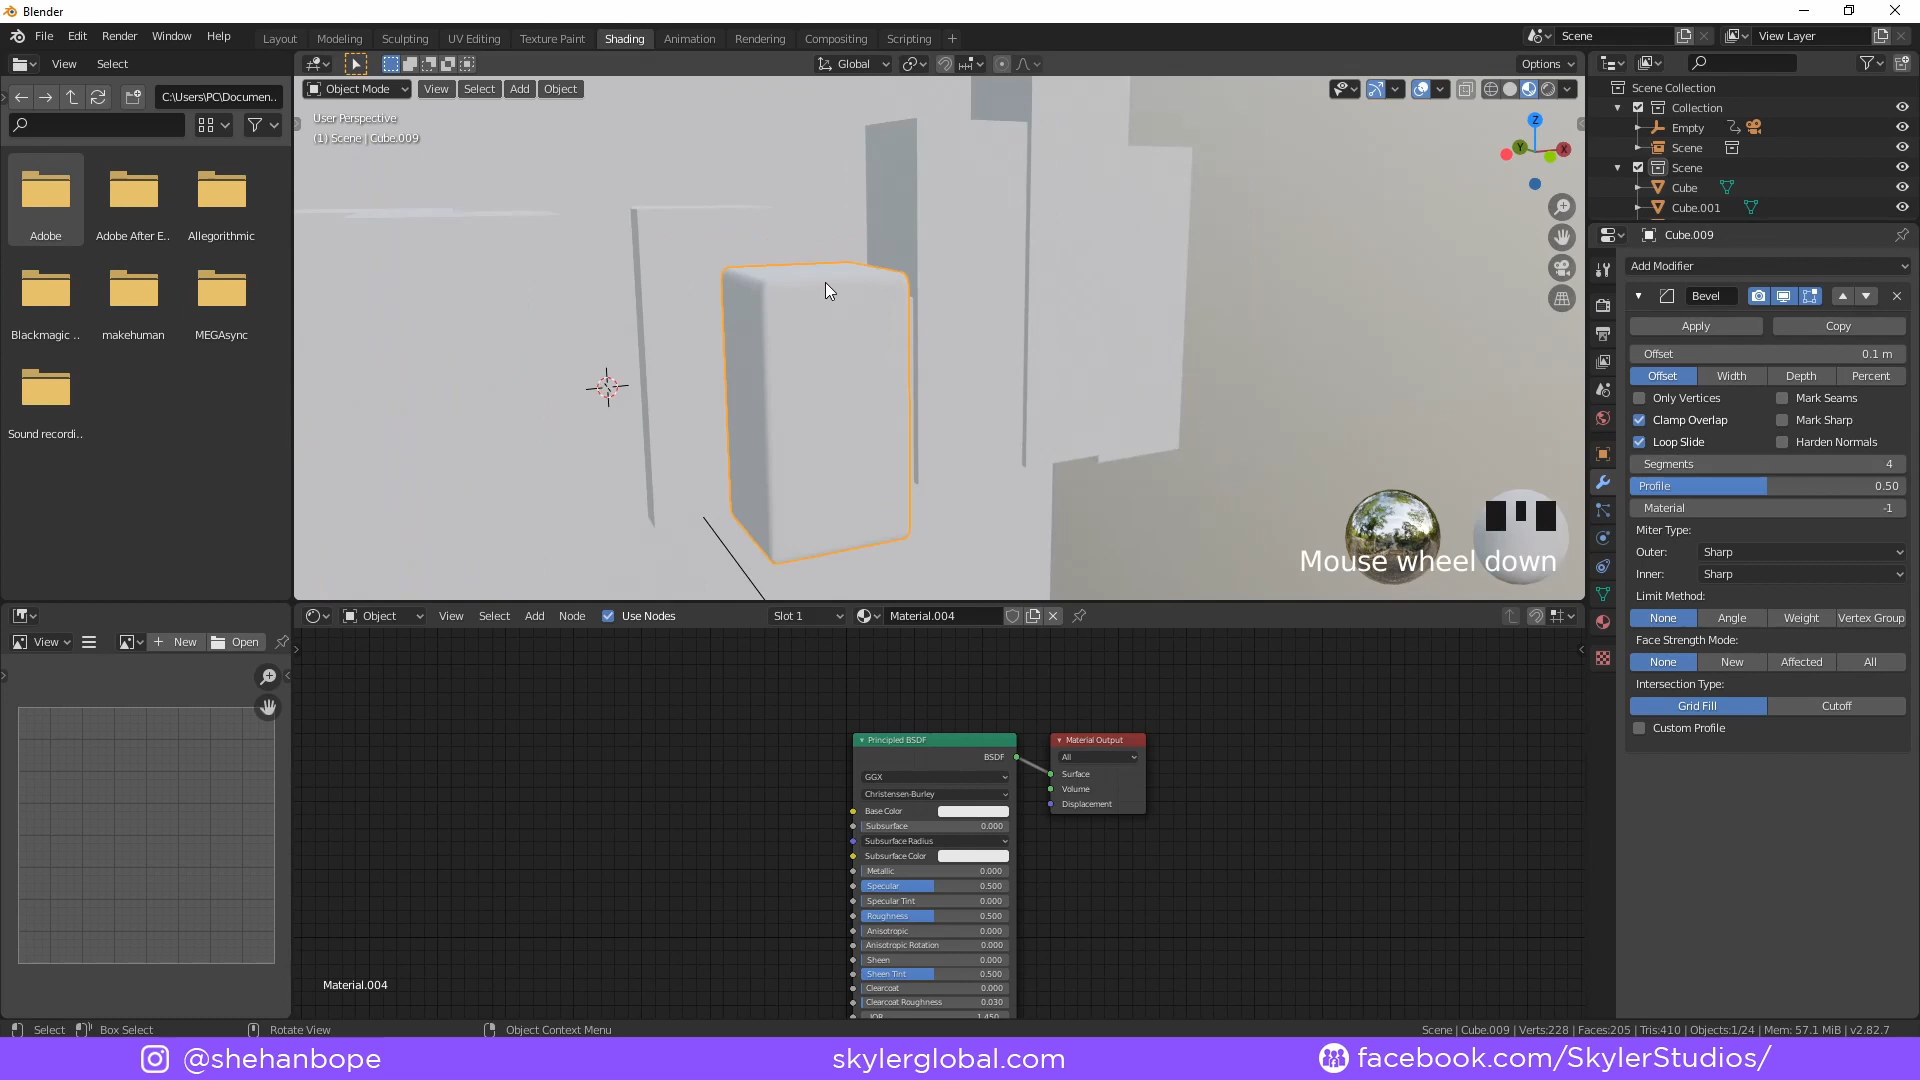 Blender
File Edit Render Window Help
Layout Modeling Sculpting UV Editing Texture Paint Shading Animation Rendering Compositing Scripting +
Scene
View Layer
View Select
Global
Options
C:\Users\PC\Documen..
Object Mode View Select Add Object
User Perspective
(1) Scene | Cube.009
Z
Y
X
Adobe
Adobe After E..
Allegorithmic
Blackmagic ..
makehuman
MEGAsync
Sound recordi..
Mouse wheel down
Scene Collection
Collection
Empty
Scene
Scene
Cube
Cube.001
Cube.009
Add Modifier
Bevel
Apply Copy
Offset 0.1 m
Offset Width Depth Percent
Only Vertices Mark Seams
Clamp Overlap Mark Sharp
Loop Slide Harden Normals
Segments 4
Profile 0.50
Material -1
Miter Type:
Outer: Sharp
Inner: Sharp
Limit Method:
None Angle Weight Vertex Group
Face Strength Mode:
None New Affected All
Intersection Type:
Grid Fill Cutoff
Custom Profile
View + New Open
Object View Select Add Node Use Nodes Slot 1 Material.004
Principled BSDF
BSDF
GGX
Christensen-Burley
Base Color
Subsurface 0.000
Subsurface Radius
Subsurface Color
Metallic 0.000
Specular 0.500
Specular Tint 0.000
Roughness 0.500
Anisotropic 0.000
Anisotropic Rotation 0.000
Sheen 0.000
Sheen Tint 0.500
Clearcoat 0.000
Clearcoat Roughness 0.030
IOR 1.450
Material Output
All
Surface
Volume
Displacement
Material.004
Select Box Select Rotate View Object Context Menu
Scene | Cube.009 | Verts:228 | Faces:205 | Tris:410 | Objects:1/24 | Mem: 57.1 MiB | v2.82.7
@shehanbope
skylerglobal.com
facebook.com/SkylerStudios/